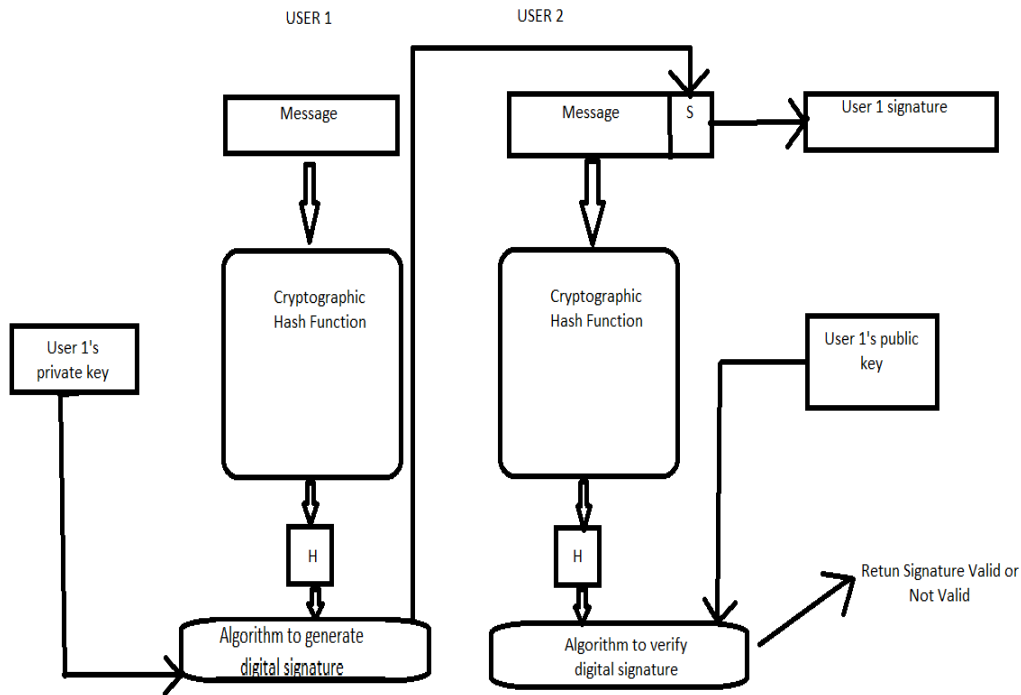 USER 1
USER 2
Message
Message
S
User 1 signature
Cryptographic
Hash Function
Cryptographic
Hash Function
User 1's
private key
User 1's public
key
H
H
Retun Signature Valid or
Not Valid
Algorithm to generate
digital signature
Algorithm to verify
digital signature